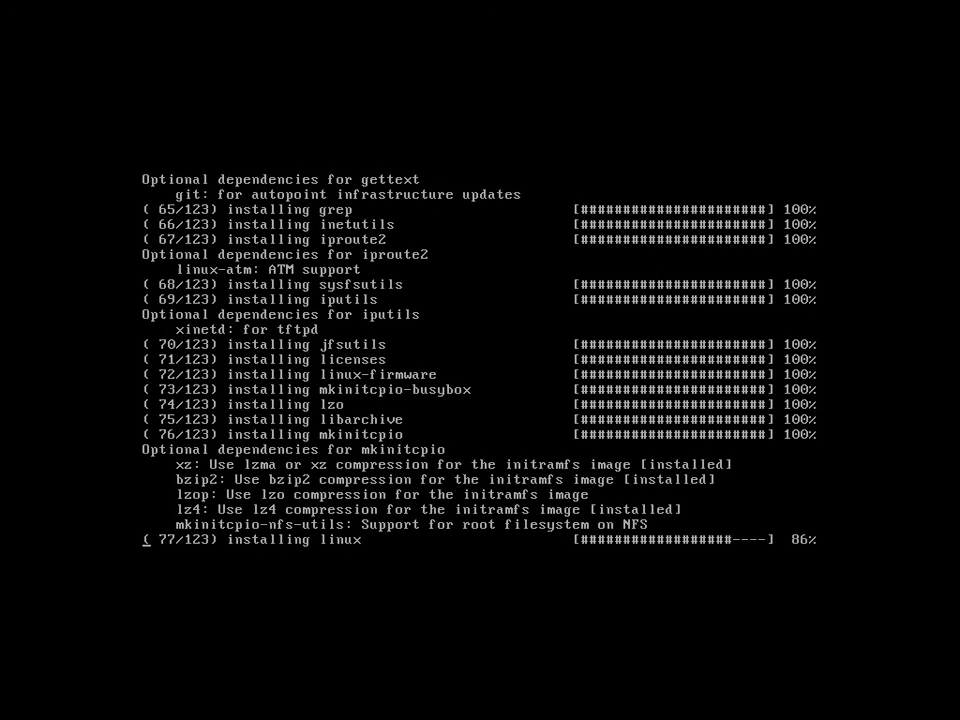 Optional dependencies for gettext
    git: for autopoint infrastructure updates
( 65/123) installing grep                          [######################] 100%
( 66/123) installing inetutils                     [######################] 100%
( 67/123) installing iproute2                      [######################] 100%
Optional dependencies for iproute2
    linux-atm: ATM support
( 68/123) installing sysfsutils                    [######################] 100%
( 69/123) installing iputils                       [######################] 100%
Optional dependencies for iputils
    xinetd: for tftpd
( 70/123) installing jfsutils                      [######################] 100%
( 71/123) installing licenses                      [######################] 100%
( 72/123) installing linux-firmware                [######################] 100%
( 73/123) installing mkinitcpio-busybox            [######################] 100%
( 74/123) installing lzo                           [######################] 100%
( 75/123) installing libarchive                    [######################] 100%
( 76/123) installing mkinitcpio                    [######################] 100%
Optional dependencies for mkinitcpio
    xz: Use lzma or xz compression for the initramfs image [installed]
    bzip2: Use bzip2 compression for the initramfs image [installed]
    lzop: Use lzo compression for the initramfs image
    lz4: Use lz4 compression for the initramfs image [installed]
    mkinitcpio-nfs-utils: Support for root filesystem on NFS
( 77/123) installing linux                         [##################----]  86%